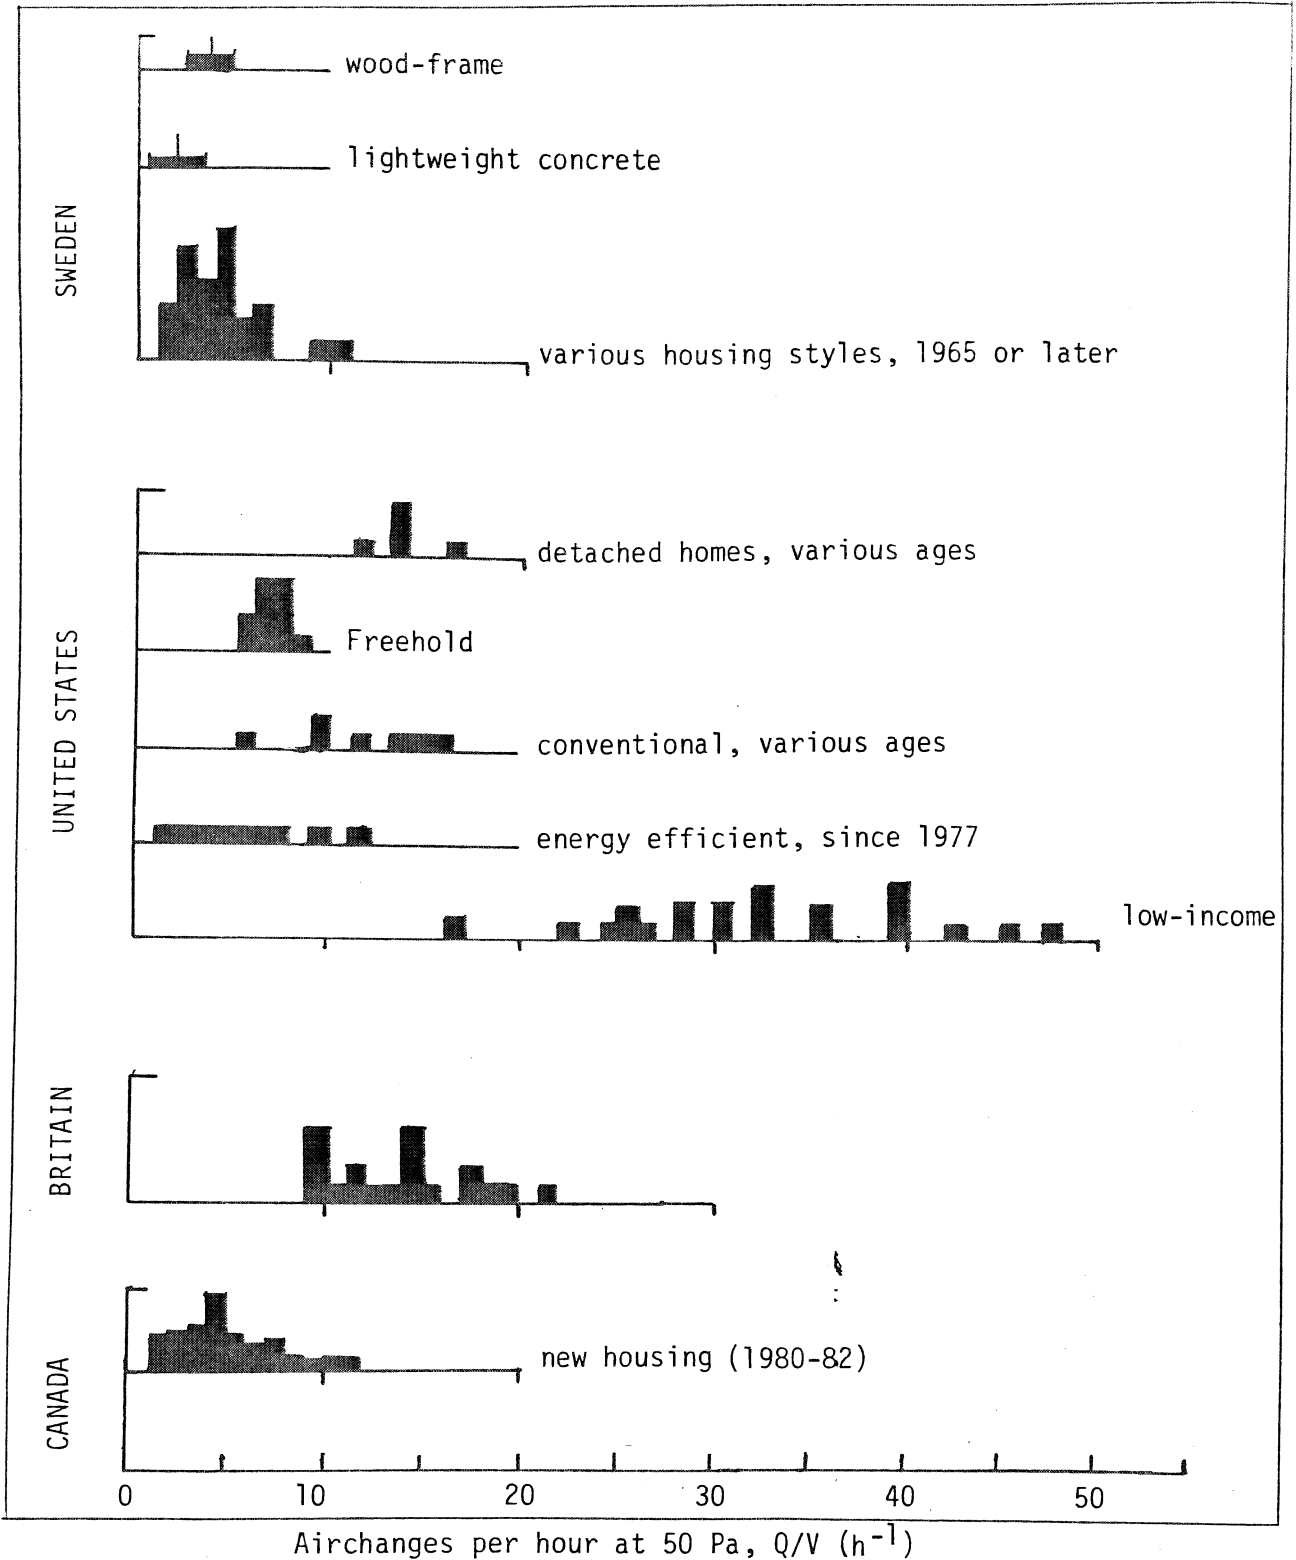 SWEDEN
wood-frame
lightweight concrete
various housing styles, 1965 or later
UNITED STATES
detached homes, various ages
Freehold
conventional, various ages
energy efficient, since 1977
low-income
BRITAIN
CANADA
new housing (1980-82)
0 10 20 30 40 50
Airchanges per hour at 50 Pa, Q/V (h⁻¹)